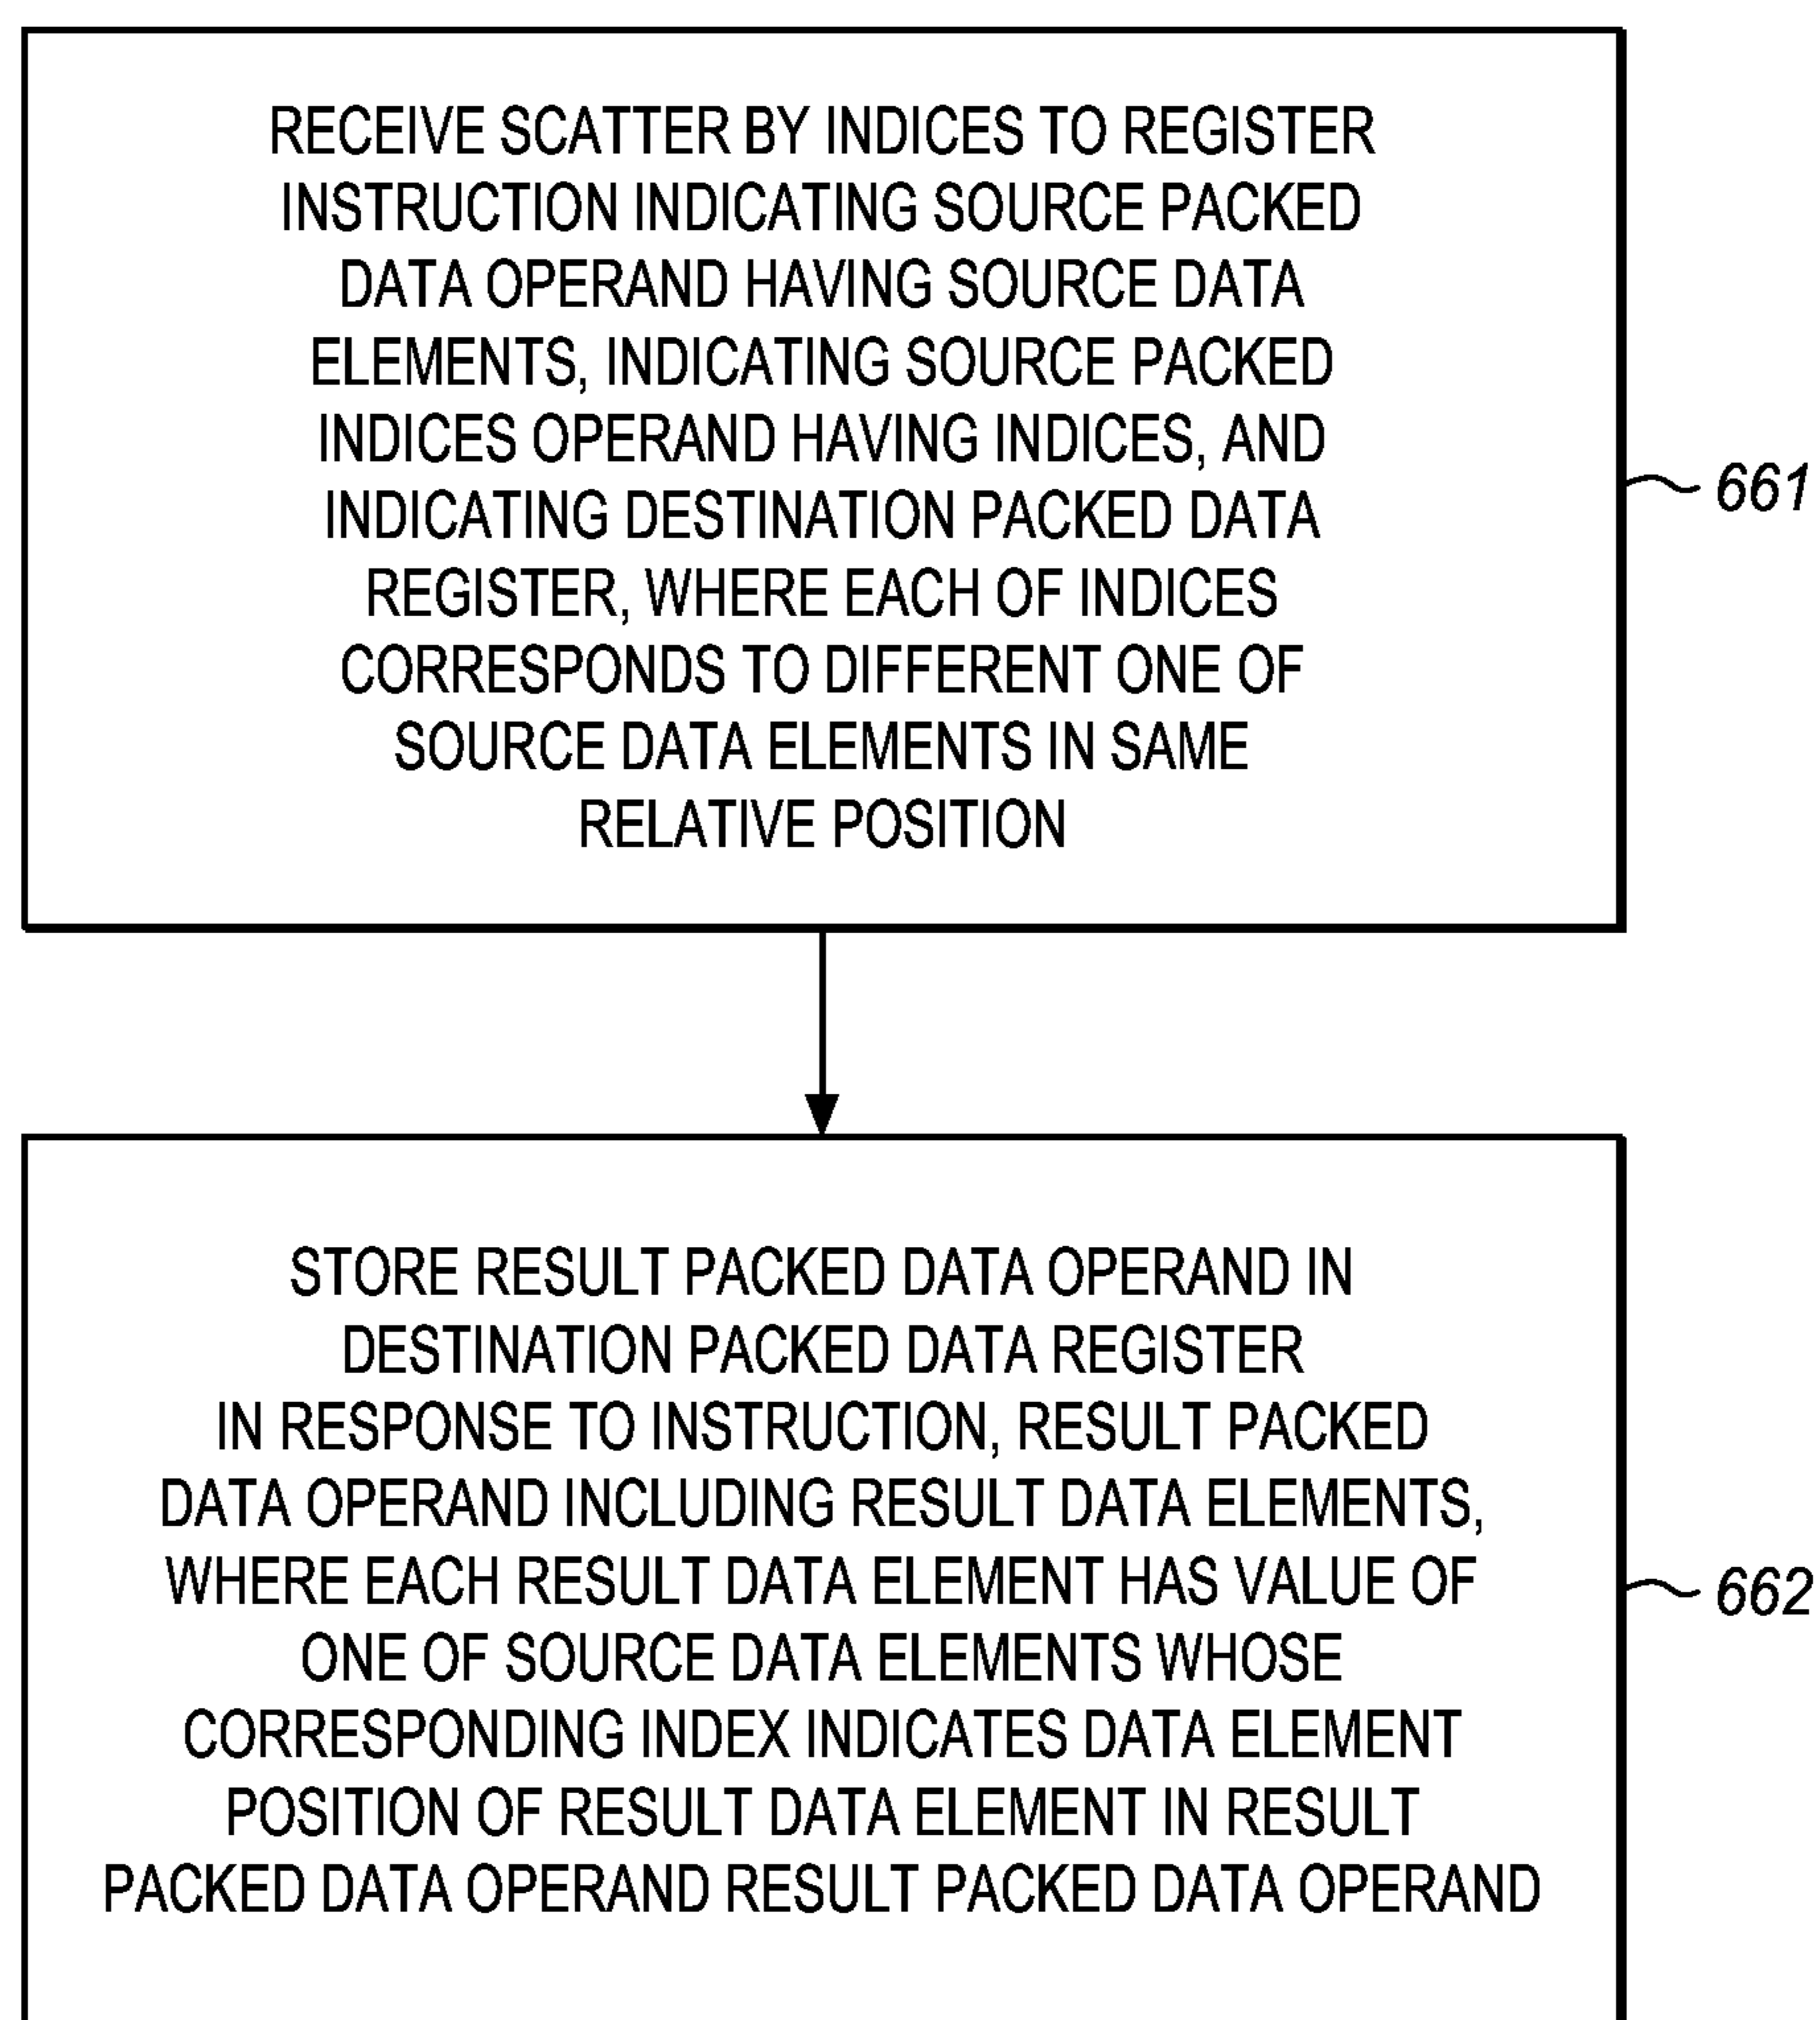 RECEIVE SCATTER BY INDICES TO REGISTER
INSTRUCTION INDICATING SOURCE PACKED
DATA OPERAND HAVING SOURCE DATA
ELEMENTS, INDICATING SOURCE PACKED
INDICES OPERAND HAVING INDICES, AND
INDICATING DESTINATION PACKED DATA
REGISTER, WHERE EACH OF INDICES
CORRESPONDS TO DIFFERENT ONE OF
SOURCE DATA ELEMENTS IN SAME
RELATIVE POSITION
661
STORE RESULT PACKED DATA OPERAND IN
DESTINATION PACKED DATA REGISTER
IN RESPONSE TO INSTRUCTION, RESULT PACKED
DATA OPERAND INCLUDING RESULT DATA ELEMENTS,
WHERE EACH RESULT DATA ELEMENT HAS VALUE OF
ONE OF SOURCE DATA ELEMENTS WHOSE
CORRESPONDING INDEX INDICATES DATA ELEMENT
POSITION OF RESULT DATA ELEMENT IN RESULT
PACKED DATA OPERAND RESULT PACKED DATA OPERAND
662